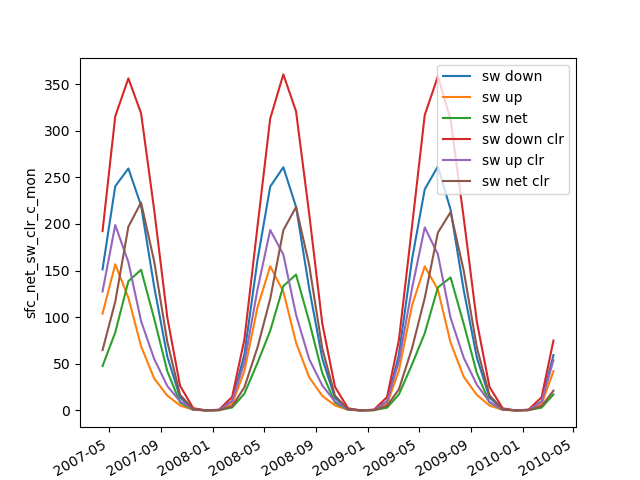 sfc_net_sw_clr_c_mon
350
300
250
200
150
100
50
0
sw down
sw up
sw net
sw down clr
sw up clr
sw net clr
2007-05
2007-09
2008-01
2008-05
2008-09
2009-01
2009-05
2009-09
2010-01
2010-05